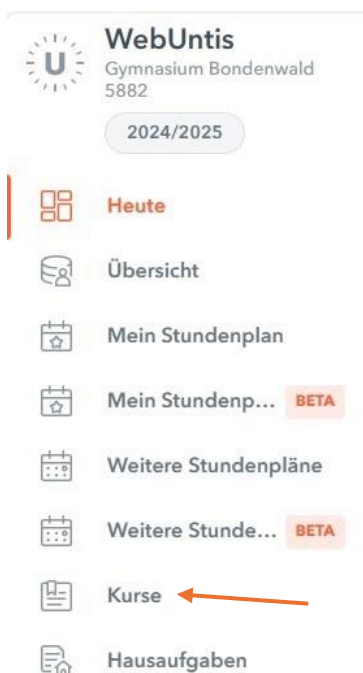 WebUntis
Gymnasium Bondenwald
5882
2024/2025
Heute
Übersicht
Mein Stundenplan
Mein Stundenp... BETA
Weitere Stundenpläne
Weitere Stunde... BETA
Kurse
Hausaufgaben